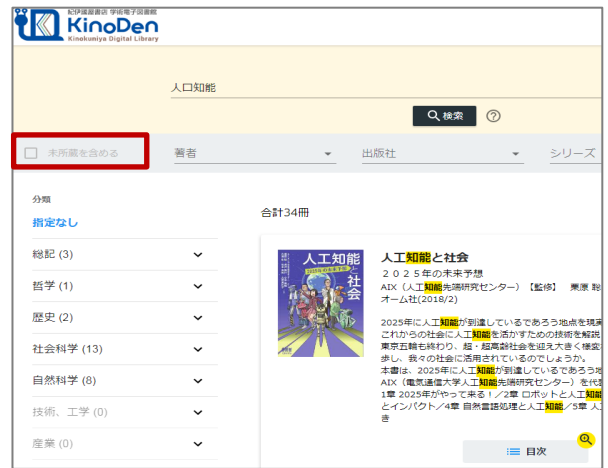 紀伊國屋書店 学術電子図書館
KinoDen
Kinokuniya Digital Library
人口知能
検索
未所蔵を含める
著者
出版社
シリーズ
分類
指定なし
合計34冊
総記 (3)
哲学 (1)
歴史 (2)
社会科学 (13)
自然科学 (8)
技術、工学 (0)
産業 (0)
人工知能と社会
2025年の未来予想
人工知能と社会
２０２５年の未来予想
AIX（人工知能先端研究センター）【監修】 栗原 聡
オーム社(2018/2)
2025年に人工知能が到達しているであろう地点を現実
これからの社会に人工知能を活かすための技術を解説
東京五輪も終わり、超・超高齢社会を迎え大きく様変
歩し、我々の社会に活用されているのでしょうか。
本書は、2025年に人工知能が到達しているであろう地
AIX（電気通信大学人工知能先端研究センター）を代表
1章 2025年がやって来る！／2章 ロボットと人工知能
とインパクト／4章 自然言語処理と人工知能／5章 人工
き
目次